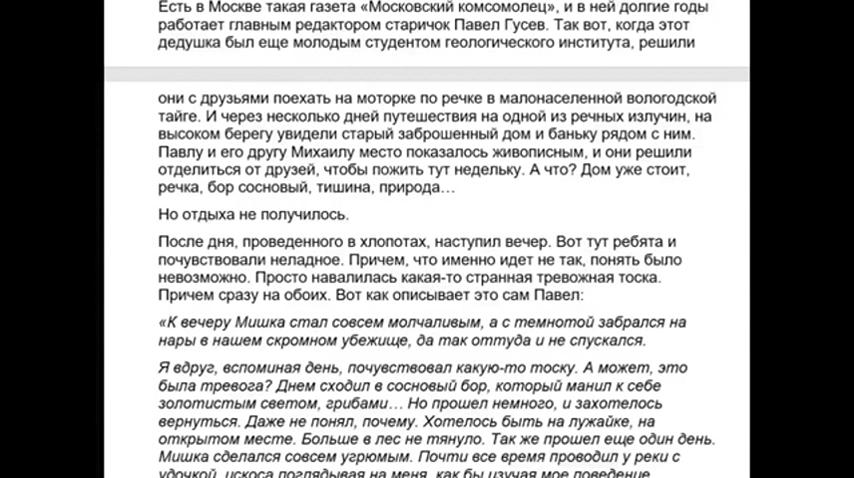 Есть в Москве такая газета «Московский комсомолец», и в ней долгие годы
работает главным редактором старичок Павел Гусев. Так вот, когда этот
дедушка был еще молодым студентом геологического института, решили
они с друзьями поехать на моторке по речке в малонаселенной вологодской
тайге. И через несколько дней путешествия на одной из речных излучин, на
высоком берегу увидели старый заброшенный дом и баньку рядом с ним.
Павлу и его другу Михаилу место показалось живописным, и они решили
отделиться от друзей, чтобы пожить тут недельку. А что? Дом уже стоит,
речка, бор сосновый, тишина, природа…
Но отдыха не получилось.
После дня, проведенного в хлопотах, наступил вечер. Вот тут ребята и
почувствовали неладное. Причем, что именно идет не так, понять было
невозможно. Просто навалилась какая-то странная тревожная тоска.
Причем сразу на обоих. Вот как описывает это сам Павел:
«К вечеру Мишка стал совсем молчаливым, а с темнотой забрался на
нары в нашем скромном убежище, да так оттуда и не спускался.
Я вдруг, вспоминая день, почувствовал какую-то тоску. А может, это
была тревога? Днем сходил в сосновый бор, который манил к себе
золотистым светом, грибами… Но прошел немного, и захотелось
вернуться. Даже не понял, почему. Хотелось быть на лужайке, на
открытом месте. Больше в лес не тянуло. Так же прошел еще один день.
Мишка сделался совсем угрюмым. Почти все время проводил у реки с
удочкой, искоса поглядывая на меня, как бы изучая мое поведение